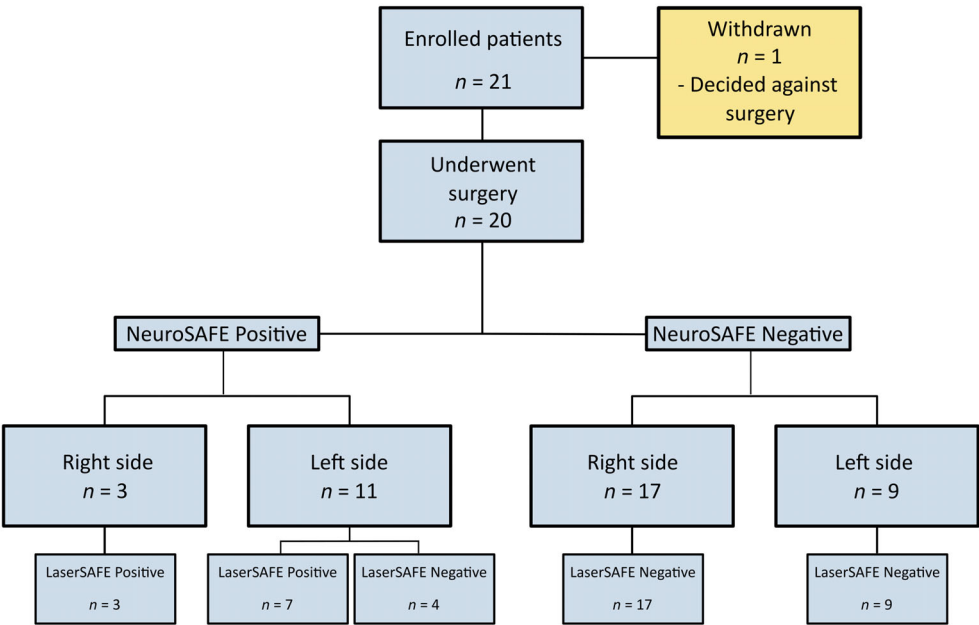 Enrolled patients
n = 21
Withdrawn
n = 1
- Decided against
surgery
Underwent
surgery
n = 20
NeuroSAFE Positive
NeuroSAFE Negative
Right side
n = 3
Left side
n = 11
Right side
n = 17
Left side
n = 9
LaserSAFE Positive
n = 3
LaserSAFE Positive
n = 7
LaserSAFE Negative
n = 4
LaserSAFE Negative
n = 17
LaserSAFE Negative
n = 9